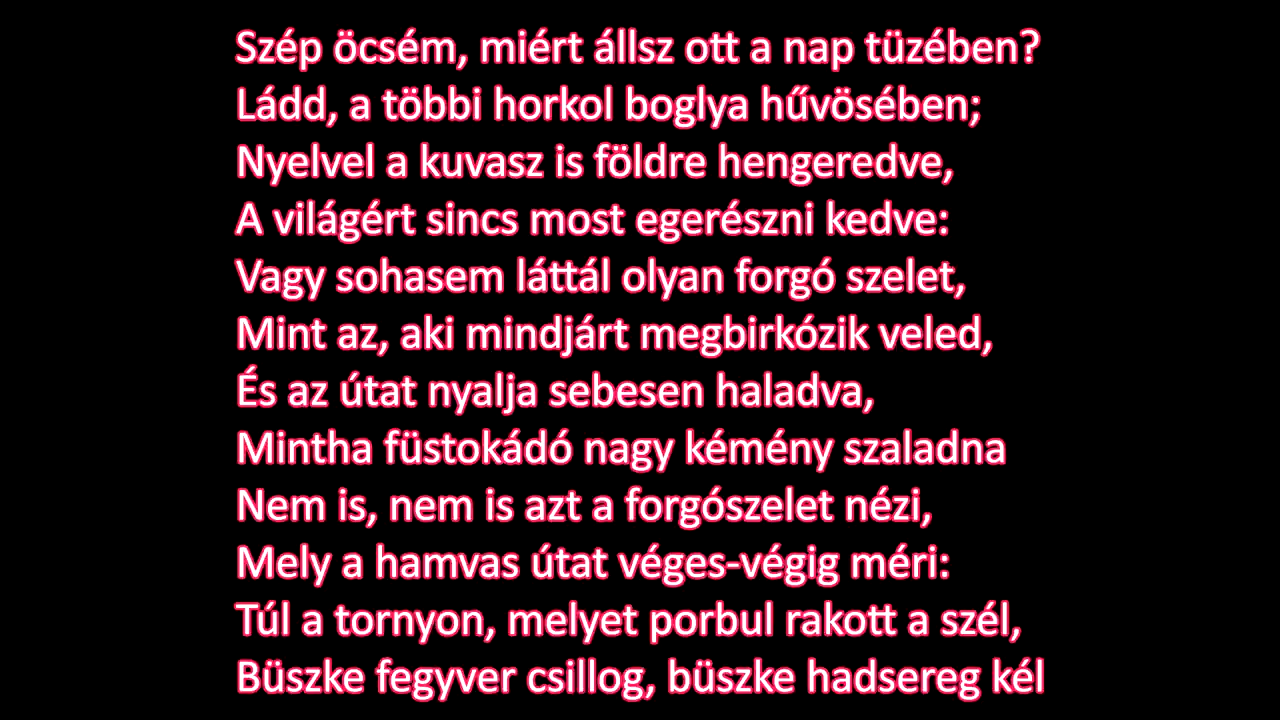 Szép öcsém, miért állsz ott a nap tüzében?
Ládd, a többi horkol boglya hűvösében;
Nyelvel a kuvasz is földre hengeredve,
A világért sincs most egerészni kedve:
Vagy sohasem láttál olyan forgó szelet,
Mint az, aki mindjárt megbirkózik veled,
És az útat nyalja sebesen haladva,
Mintha füstokádó nagy kémény szaladna
Nem is, nem is azt a forgószelet nézi,
Mely a hamvas útat véges-végig méri:
Túl a tornyon, melyet porbul rakott a szél,
Büszke fegyver csillog, büszke hadsereg kél